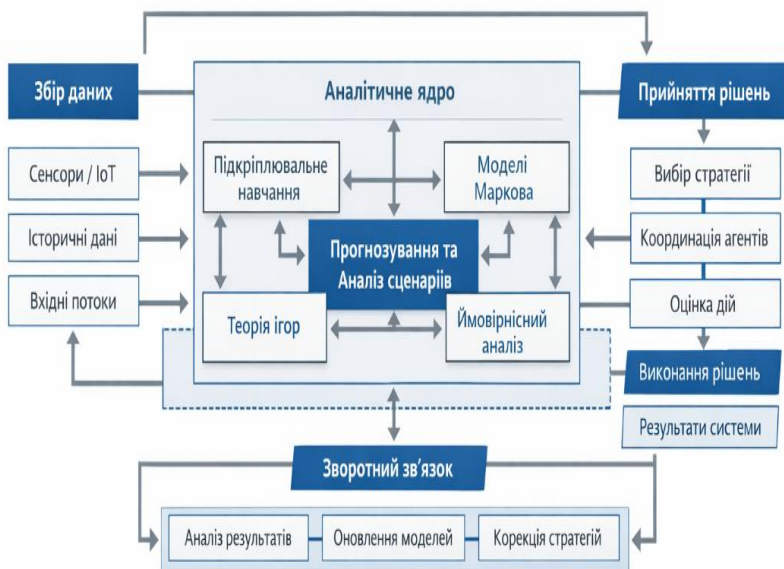 Збір даних
Аналітичне ядро
Прийняття рішень
Сенсори / IoT
Історичні дані
Вхідні потоки
Підкріплювальне
навчання
Моделі
Маркова
Прогнозування та
Аналіз сценаріїв
Теорія ігор
Ймовірнісний
аналіз
Вибір стратегії
Координація агентів
Оцінка дій
Виконання рішень
Результати системи
Зворотний зв'язок
Аналіз результатів
Оновлення моделей
Корекція стратегій